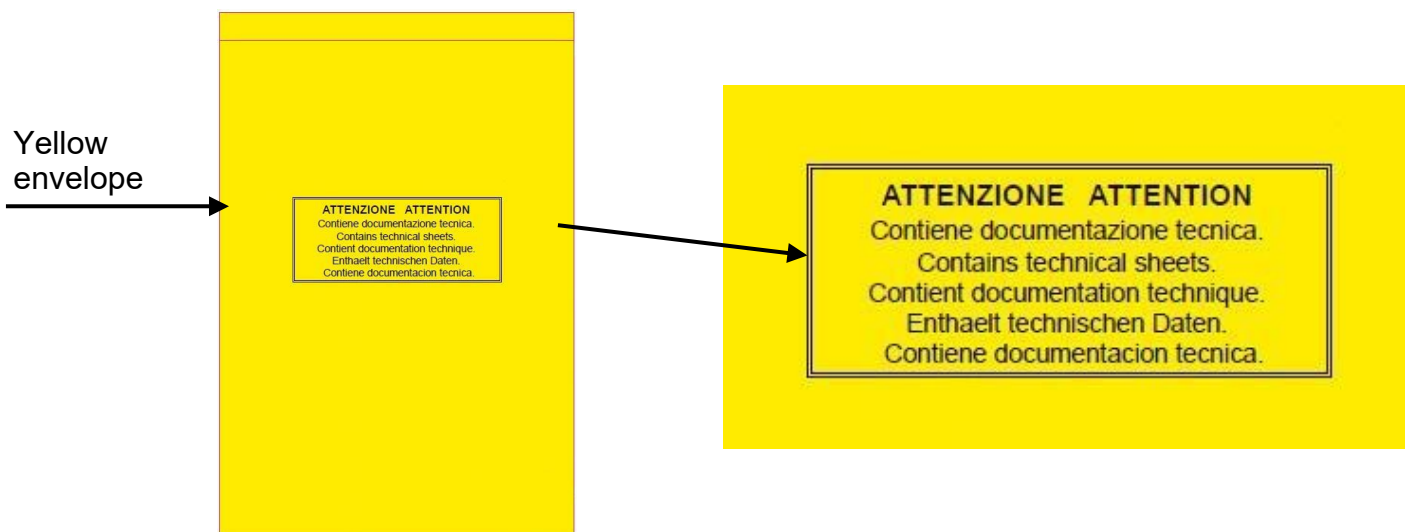 Yellow
envelope
ATTENZIONE ATTENTION
Contiene documentazione tecnica.
Contains technical sheets.
Contient documentation technique.
Enthaelt technischen Daten.
Contiene documentacion tecnica.
ATTENZIONE ATTENTION
Contiene documentazione tecnica.
Contains technical sheets.
Contient documentation technique.
Enthaelt technischen Daten.
Contiene documentacion tecnica.